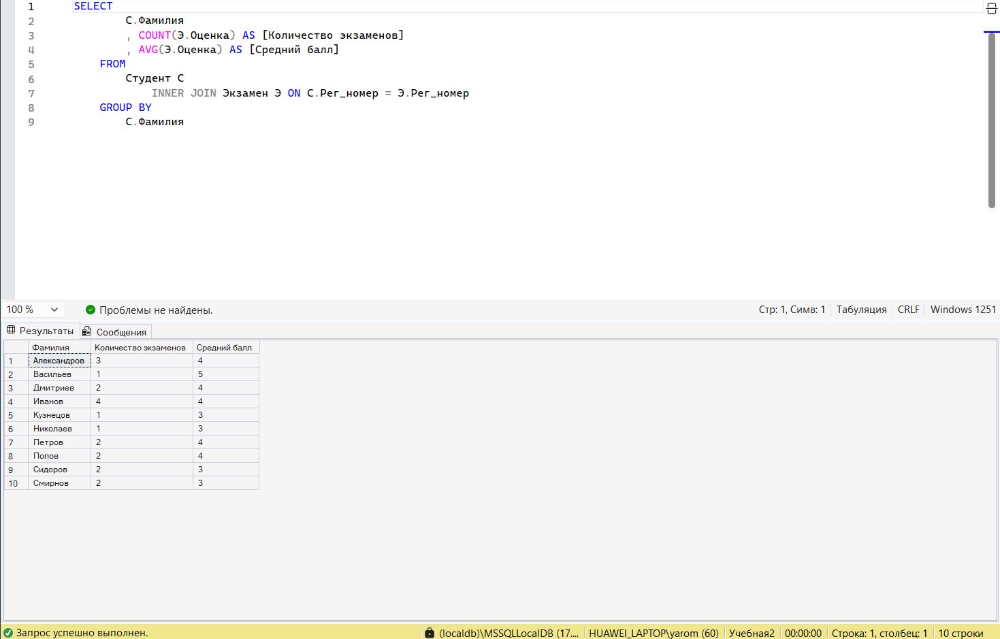 1 SELECT
2 С.Фамилия
3 , COUNT(Э.Оценка) AS [Количество экзаменов]
4 , AVG(Э.Оценка) AS [Средний балл]
5 FROM
6 Студент С
7 INNER JOIN Экзамен Э ON С.Рег_номер = Э.Рег_номер
8 GROUP BY
9 С.Фамилия
100 % Проблемы не найдены. Стр: 1, Симв: 1 Табуляция CRLF Windows 1251
Результаты Сообщения
Фамилия Количество экзаменов Средний балл
1 Александров 3 4
2 Васильев 1 5
3 Дмитриев 2 4
4 Иванов 4 4
5 Кузнецов 1 3
6 Николаев 1 3
7 Петров 2 4
8 Попов 2 4
9 Сидоров 2 3
10 Смирнов 2 3
Запрос успешно выполнен. (localdb)\MSSQLLocalDB (17.... HUAWEI_LAPTOP\yarom (60) Учебная2 00:00:00 Строка: 1, столбец: 1 10 строки